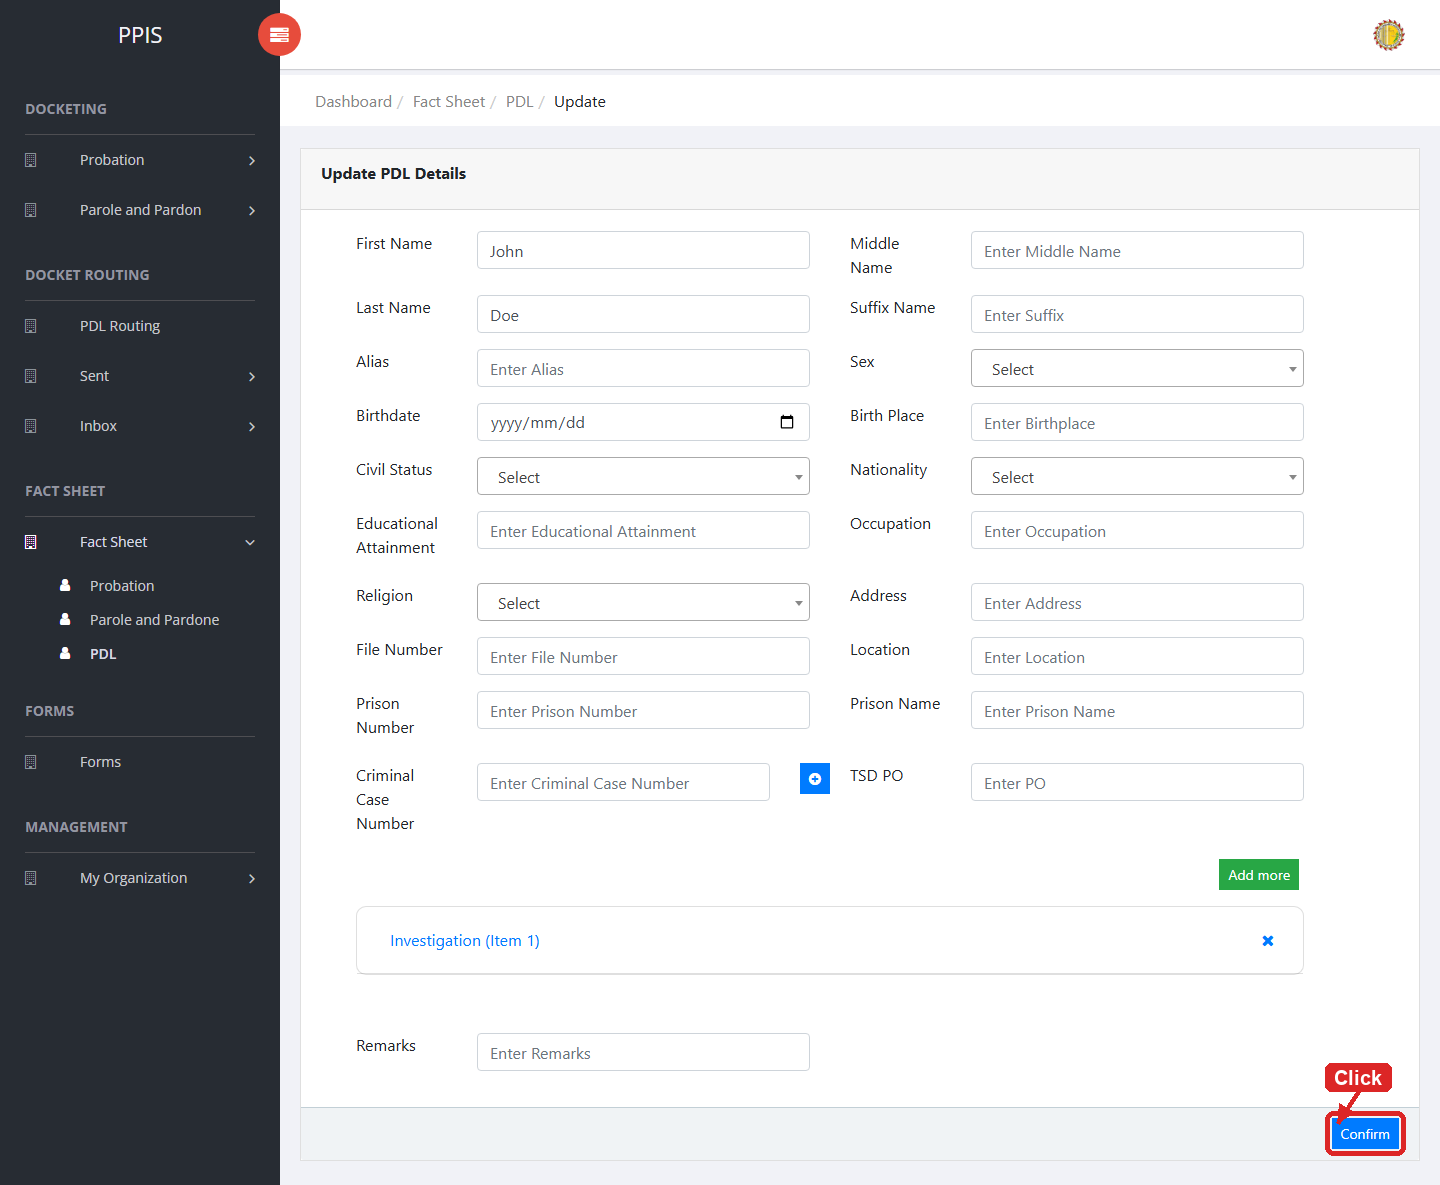 PPIS
DOCKETING
Probation
Parole and Pardon
DOCKET ROUTING
PDL Routing
Sent
Inbox
FACT SHEET
Fact Sheet
Probation
Parole and Pardone
PDL
FORMS
Forms
MANAGEMENT
My Organization
Dashboard / Fact Sheet / PDL / Update
Update PDL Details
First Name
John
Middle
Name
Enter Middle Name
Last Name
Doe
Suffix Name
Enter Suffix
Alias
Enter Alias
Sex
Select
Birthdate
yyyy/mm/dd
Birth Place
Enter Birthplace
Civil Status
Select
Nationality
Select
Educational
Attainment
Enter Educational Attainment
Occupation
Enter Occupation
Religion
Select
Address
Enter Address
File Number
Enter File Number
Location
Enter Location
Prison
Number
Enter Prison Number
Prison Name
Enter Prison Name
Criminal
Case
Number
Enter Criminal Case Number
TSD PO
Enter PO
Add more
Investigation (Item 1)
Remarks
Enter Remarks
Click
Confirm